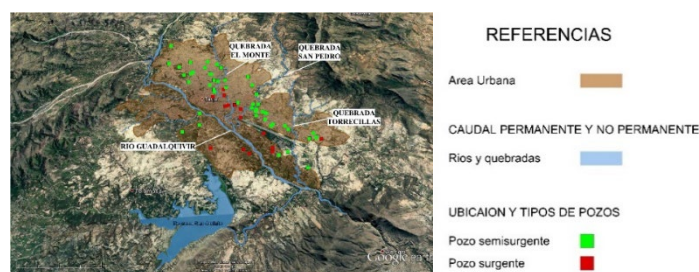 QUEBRADA
EL MONTE
QUEBRADA
SAN PEDRO
QUEBRADA
TORRECILLAS
RIO GUADALQUIVIR
Google earth
REFERENCIAS
Area Urbana
CAUDAL PERMANENTE Y NO PERMANENTE
Rios y quebradas
UBICAION Y TIPOS DE POZOS
Pozo semisurgente
Pozo surgente